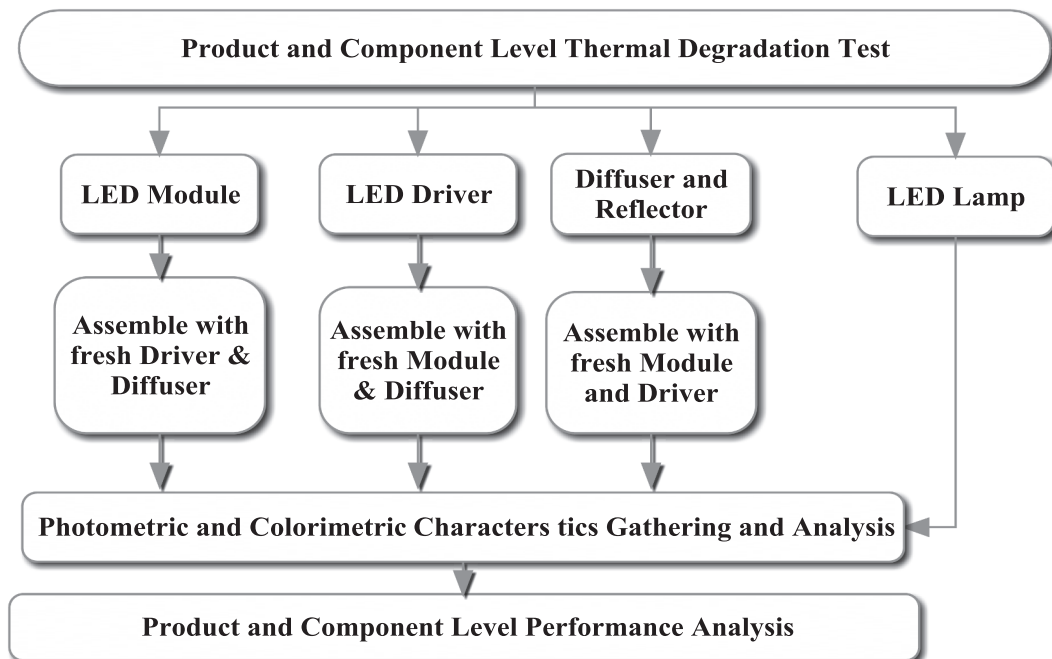 Product and Component Level Thermal Degradation Test
LED Module
LED Driver
Diffuser and
Reflector
LED Lamp
Assemble with
fresh Driver &
Diffuser
Assemble with
fresh Module
& Diffuser
Assemble with
fresh Module
and Driver
Photometric and Colorimetric Characters tics Gathering and Analysis
Product and Component Level Performance Analysis